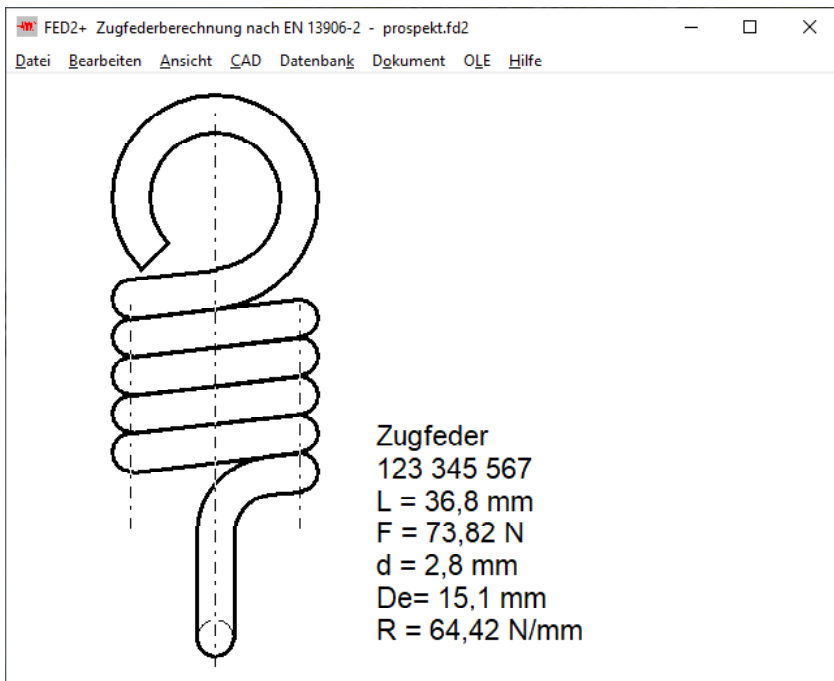 FED2+ Zugfederberechnung nach EN 13906-2 - prospekt.fd2
Datei Bearbeiten Ansicht CAD Datenbank Dokument OLE Hilfe
Zugfeder
123 345 567
L = 36,8 mm
F = 73,82 N
d = 2,8 mm
De= 15,1 mm
R = 64,42 N/mm